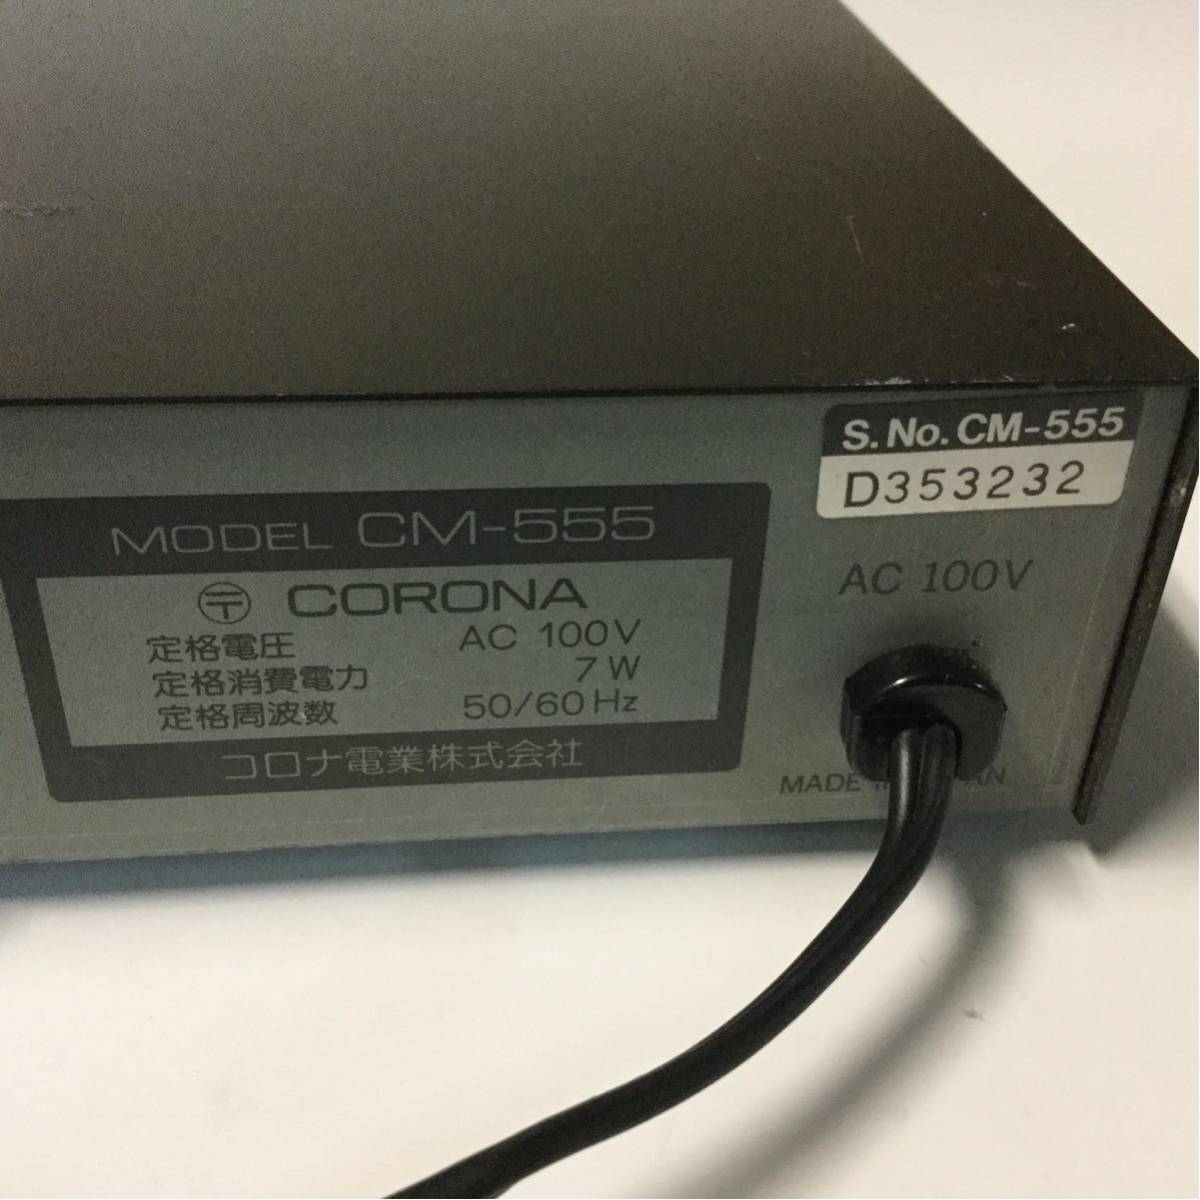 S.No. CM-555
D353232
MODEL CM-555
〒 CORONA
定格電圧 AC 100V
定格消費電力 7W
定格周波数 50/60Hz
コロナ電業株式会社
AC 100V
MADE